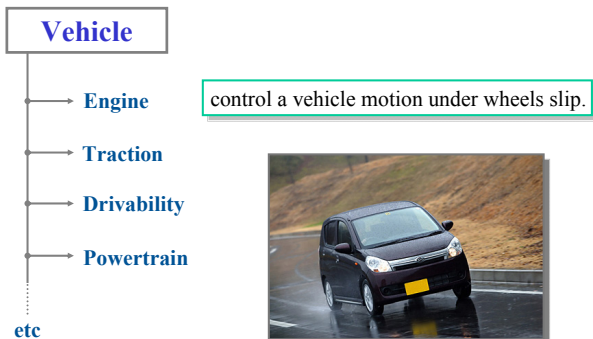 Vehicle
Engine
control a vehicle motion under wheels slip.
Traction
Drivability
Powertrain
etc